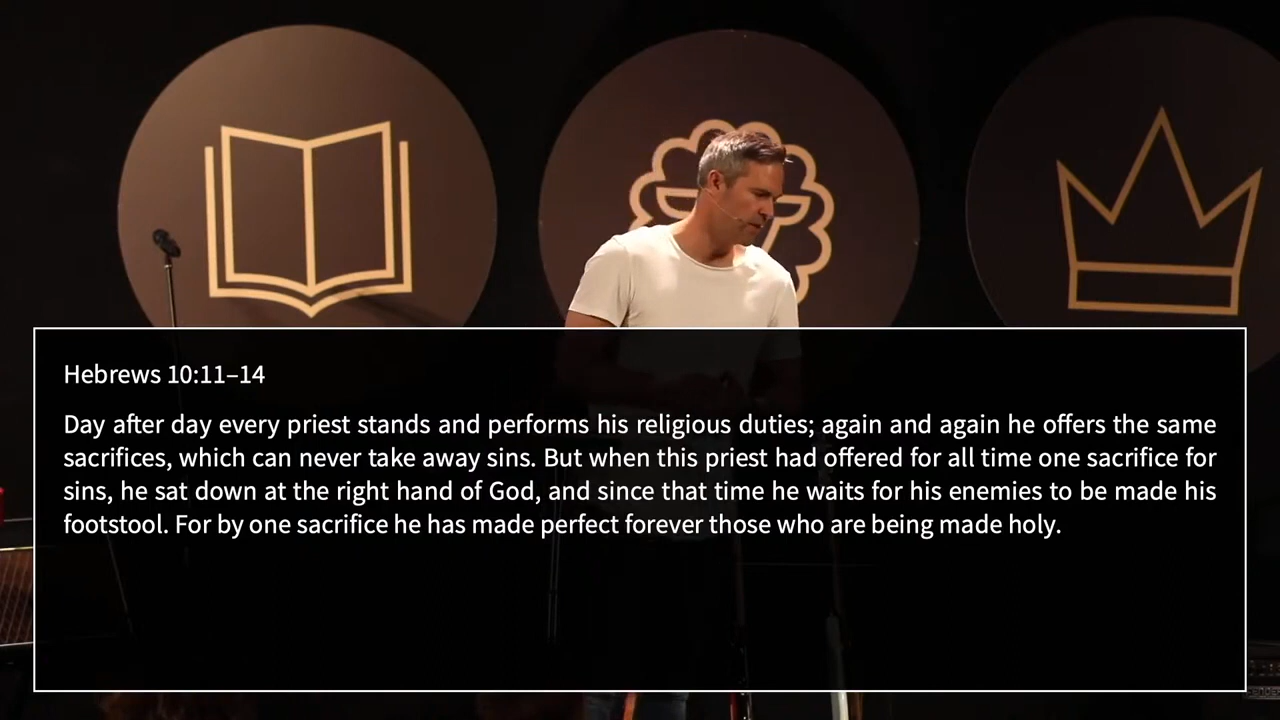 Hebrews 10:11–14
Day after day every priest stands and performs his religious duties; again and again he offers the same
sacrifices, which can never take away sins. But when this priest had offered for all time one sacrifice for
sins, he sat down at the right hand of God, and since that time he waits for his enemies to be made his
footstool. For by one sacrifice he has made perfect forever those who are being made holy.